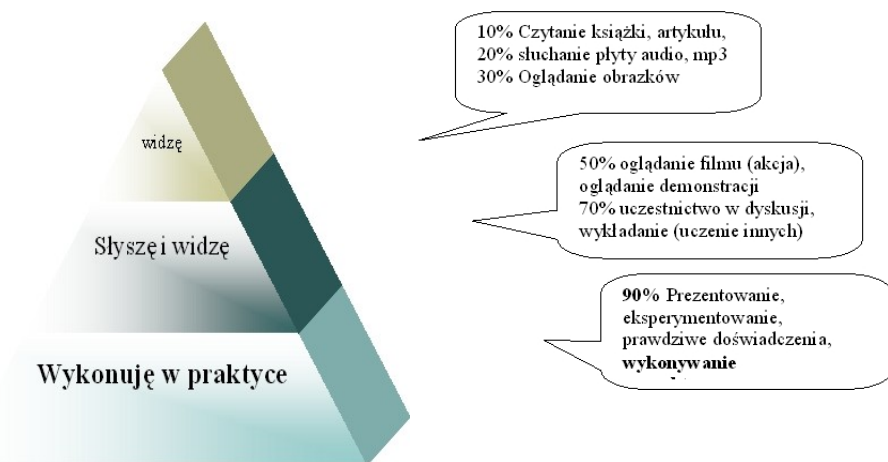 widzę
Słyszę i widzę
Wykonuję w praktyce
10% Czytanie książki, artykułu,
20% słuchanie płyty audio, mp3
30% Oglądanie obrazków
50% oglądanie filmu (akcja),
oglądanie demonstracji
70% uczestnictwo w dyskusji,
wykładanie (uczenie innych)
90% Prezentowanie,
eksperymentowanie,
prawdziwe doświadczenia,
wykonywanie